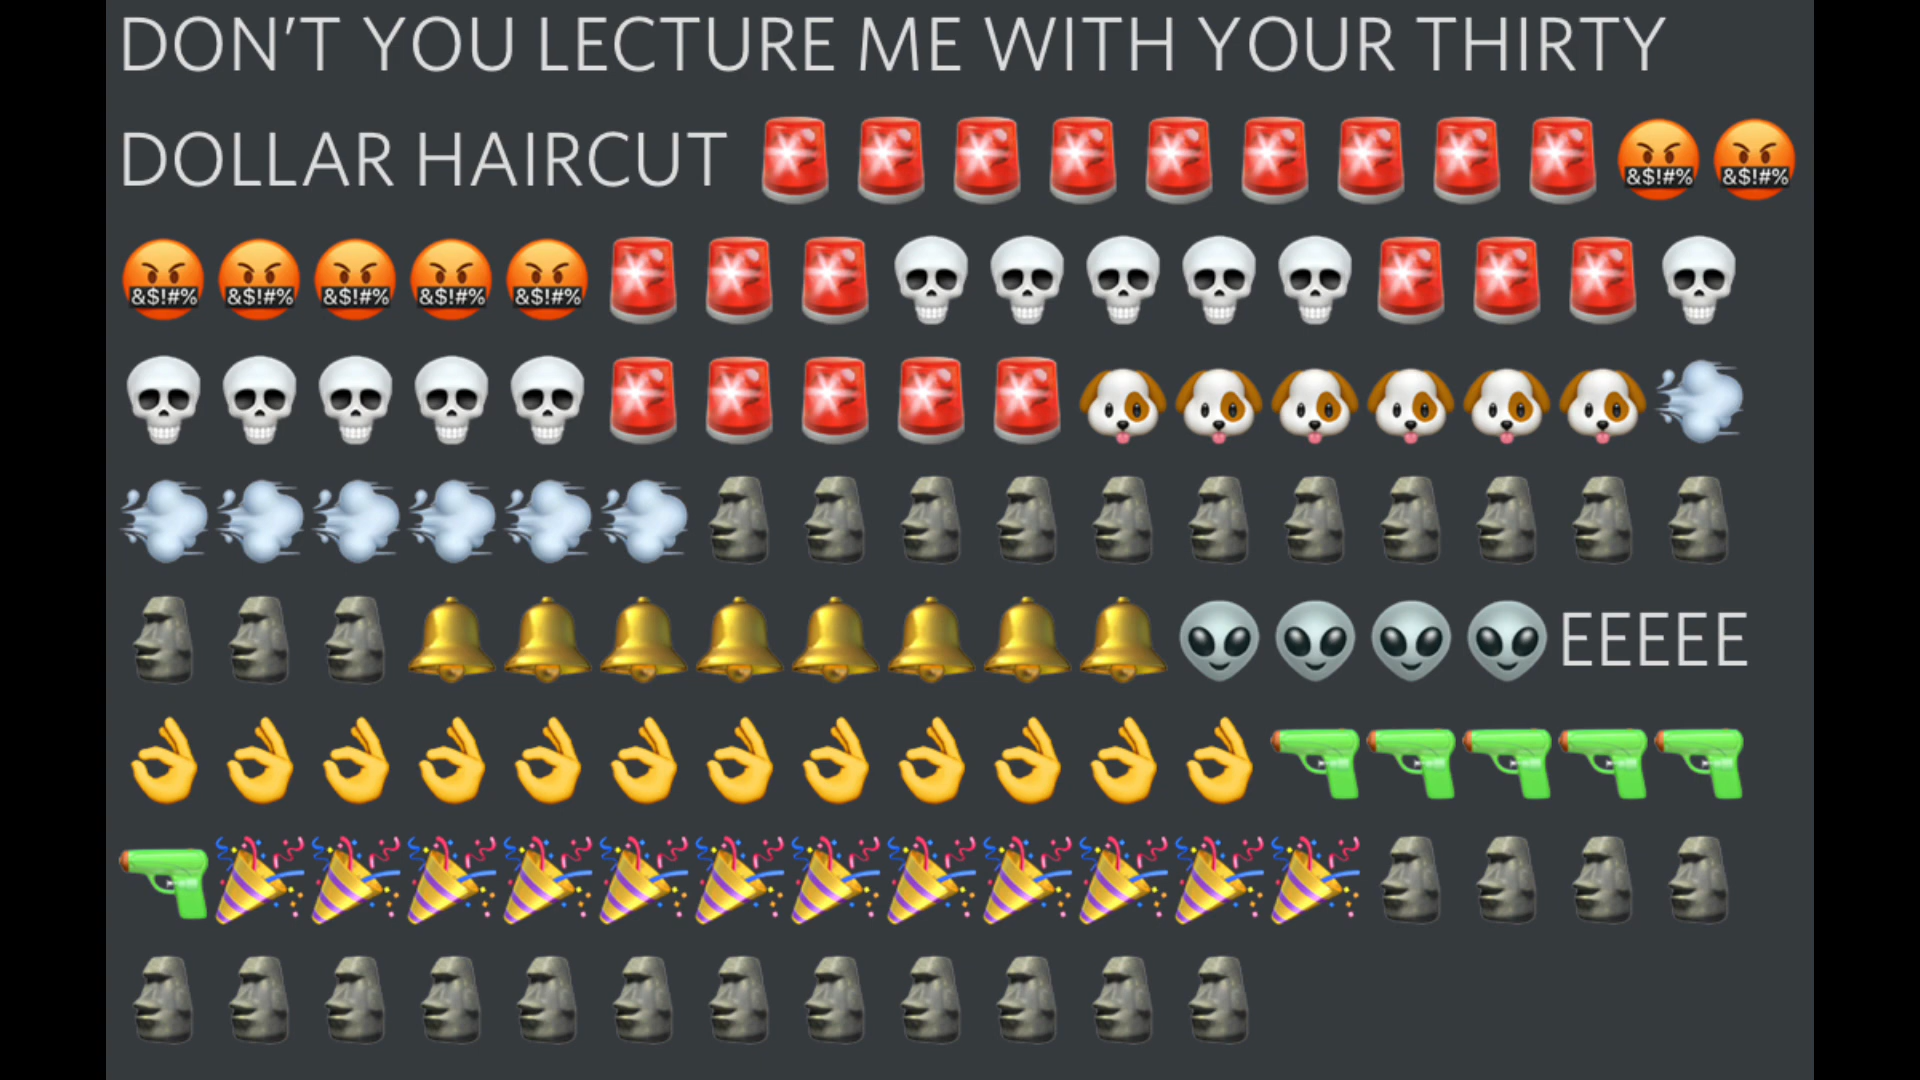 DON’T YOU LECTURE ME WITH YOUR THIRTY
DOLLAR HAIRCUT 🚨🚨🚨🚨🚨🚨🚨🚨🚨🤬🤬
🤬🤬🤬🤬🤬🚨🚨🚨💀💀💀💀💀🚨🚨🚨💀
💀💀💀💀💀🚨🚨🚨🚨🚨🐶🐶🐶🐶🐶🐶💨
💨💨💨💨💨💨🗿🗿🗿🗿🗿🗿🗿🗿🗿🗿🗿
🗿🗿🗿🔔🔔🔔🔔🔔🔔🔔🔔👽👽👽👽EEEEE
👌👌👌👌👌👌👌👌👌👌👌👌🔫🔫🔫🔫🔫
🔫🎉🎉🎉🎉🎉🎉🎉🎉🎉🎉🎉🎉🗿🗿🗿🗿
🗿🗿🗿🗿🗿🗿🗿🗿🗿🗿🗿🗿